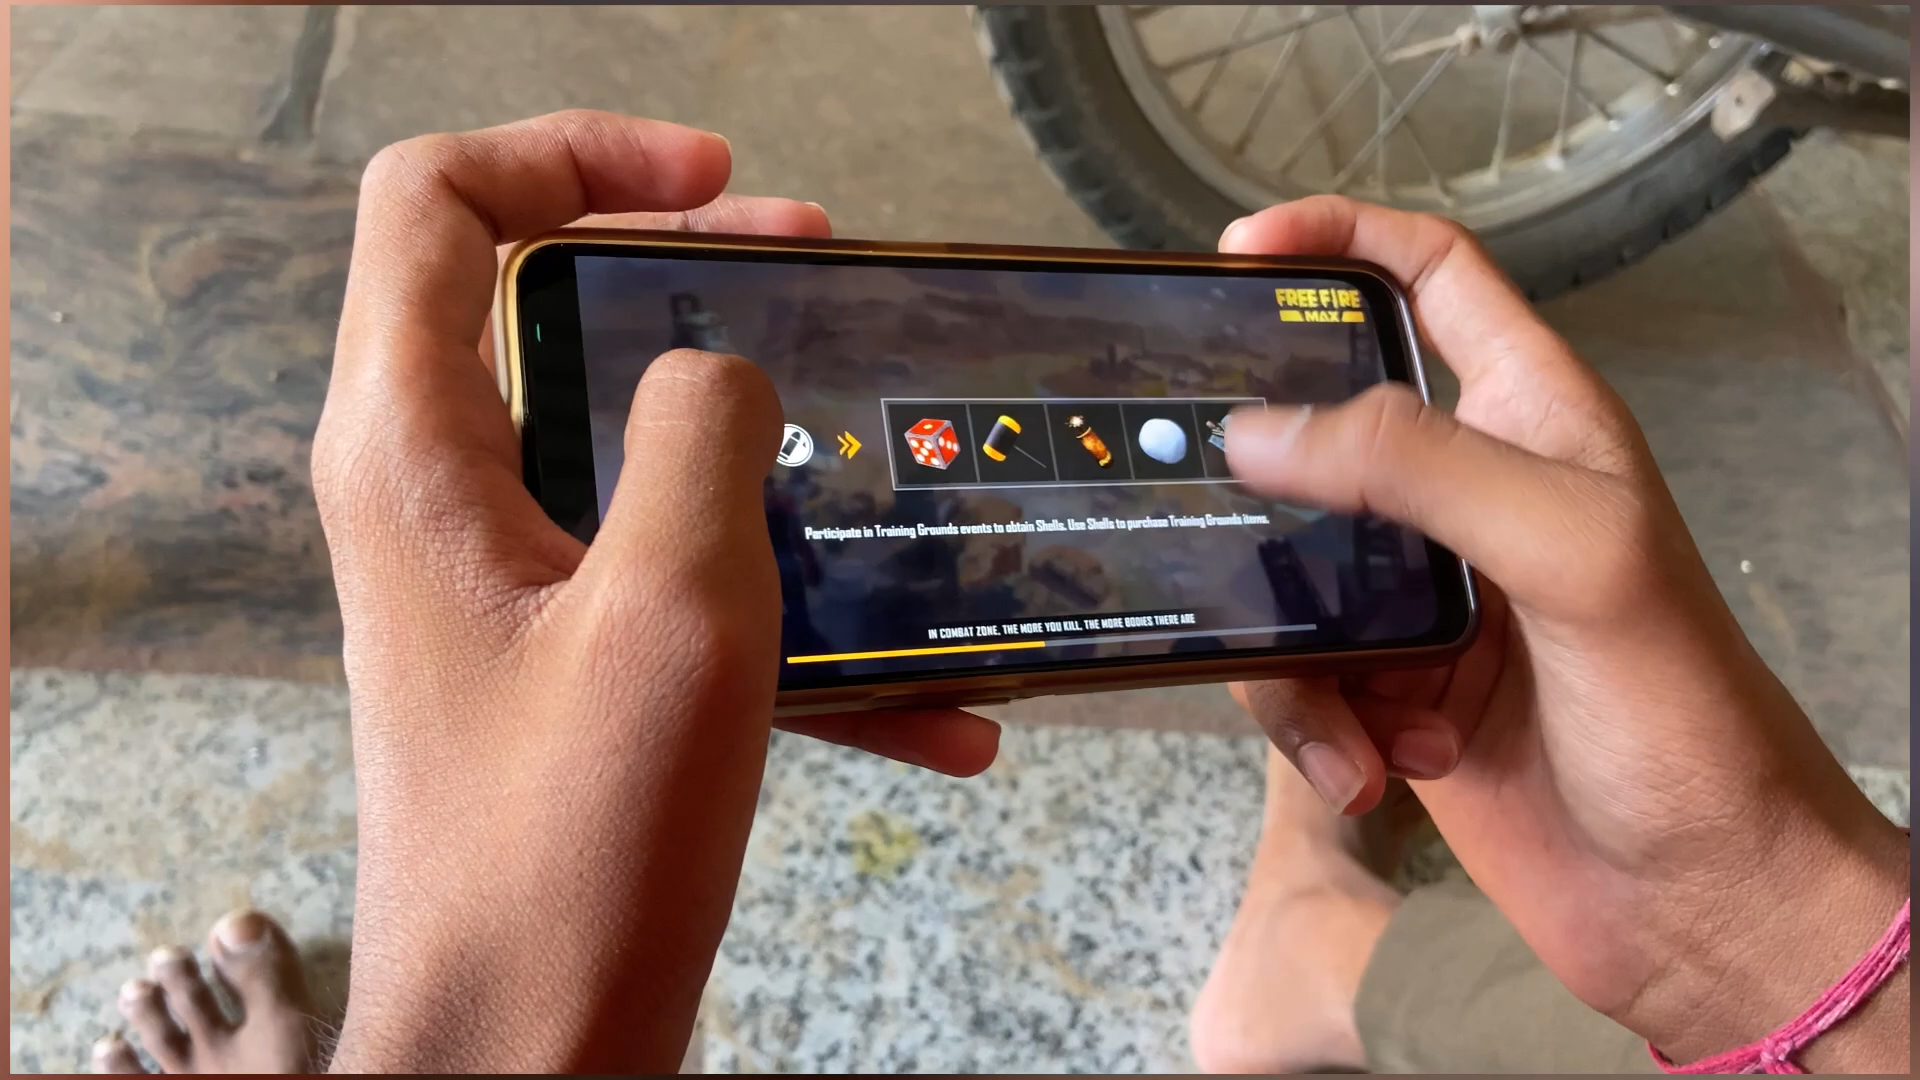 FREE FIRE
MAX
Participate in Training Grounds events to obtain Shells. Use Shells to purchase Training Grounds items.
IN COMBAT ZONE, THE MORE YOU KILL, THE MORE BODIES THERE ARE